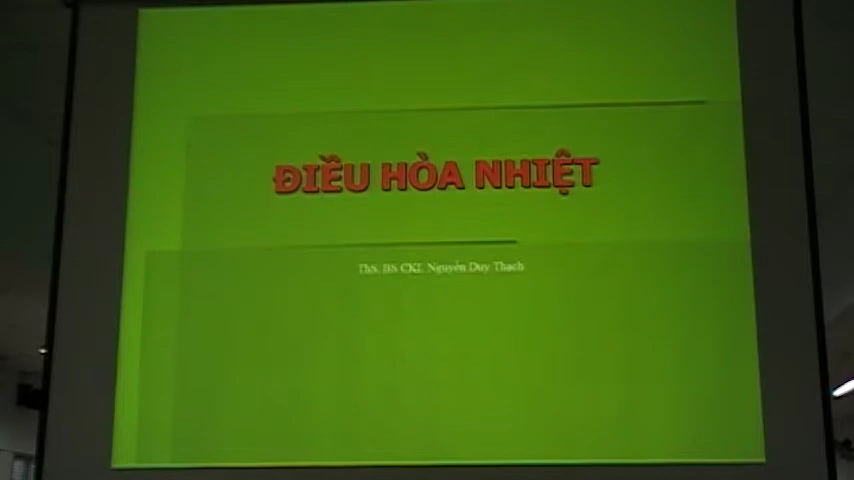 ĐIỀU HÒA NHIỆT
ThS. BS CKI. Nguyễn Duy Thạch